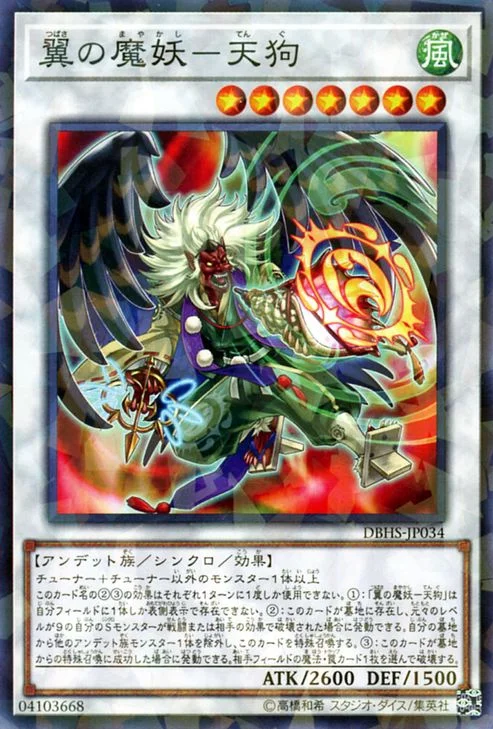 翼の魔妖－天狗
風
DBHS-JP034
【アンデット族／シンクロ／効果】
チューナー＋チューナー以外のモンスター1体以上
このカード名の②③の効果はそれぞれ1ターンに1度しか使用できない。①：「翼の魔妖－天狗」は
自分フィールドに1体しか表側表示で存在できない。②：このカードが墓地に存在し、元々のレベ
ルが9の自分のSモンスターが戦闘または相手の効果で破壊された場合に発動できる。自分の墓地
から他のアンデット族モンスター1体を除外し、このカードを特殊召喚する。③：このカードが墓地
からの特殊召喚に成功した場合に発動できる。相手フィールドの魔法・罠カード1枚を選んで破壊する。
ATK/2600 DEF/1500
04103668
©高橋和希 スタジオ・ダイス/集英社